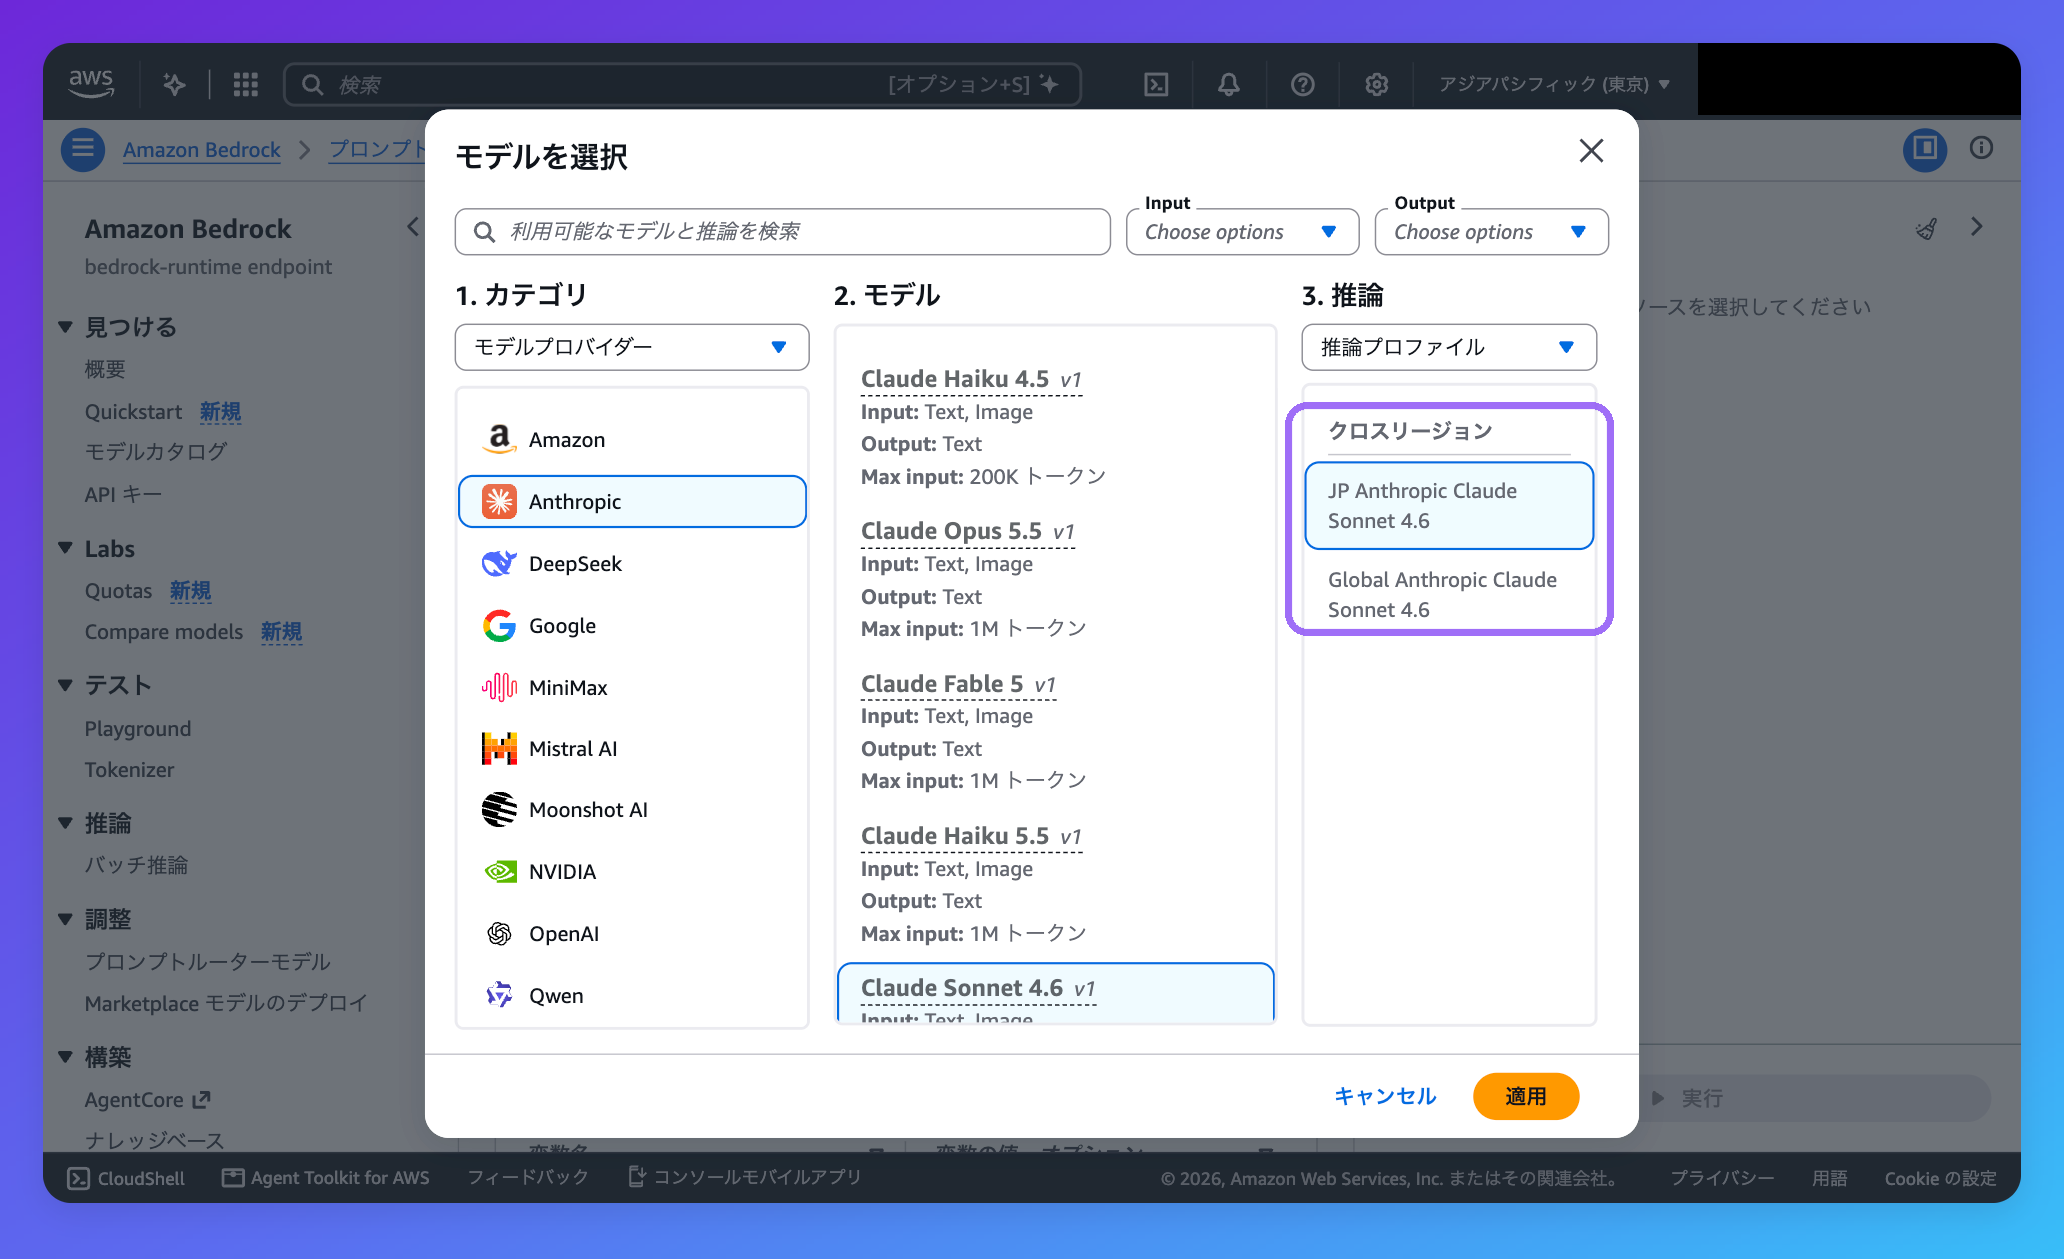 aws
検索
[オプション+S]
アジアパシフィック (東京)
Amazon Bedrock
プロンプト
Amazon Bedrock
bedrock-runtime endpoint
見つける
概要
Quickstart 新規
モデルカタログ
API キー
Labs
Quotas 新規
Compare models 新規
テスト
Playground
Tokenizer
推論
バッチ推論
調整
プロンプトルーターモデル
Marketplace モデルのデプロイ
構築
AgentCore
ナレッジベース
モデルを選択
利用可能なモデルと推論を検索
Input
Choose options
Output
Choose options
1. カテゴリ
モデルプロバイダー
Amazon
Anthropic
DeepSeek
Google
MiniMax
Mistral AI
Moonshot AI
NVIDIA
OpenAI
Qwen
2. モデル
Claude Haiku 4.5 v1
Input: Text, Image
Output: Text
Max input: 200K トークン
Claude Opus 5.5 v1
Input: Text, Image
Output: Text
Max input: 1M トークン
Claude Fable 5 v1
Input: Text, Image
Output: Text
Max input: 1M トークン
Claude Haiku 5.5 v1
Input: Text, Image
Output: Text
Max input: 1M トークン
Claude Sonnet 4.6 v1
Input: Text, Image
3. 推論
推論プロファイル
クロスリージョン
JP Anthropic Claude
Sonnet 4.6
Global Anthropic Claude
Sonnet 4.6
キャンセル
適用
ソースを選択してください
実行
変数名
変数の値 - オプション
CloudShell
Agent Toolkit for AWS
フィードバック
コンソールモバイルアプリ
© 2026, Amazon Web Services, Inc. またはその関連会社。
プライバシー
用語
Cookie の設定